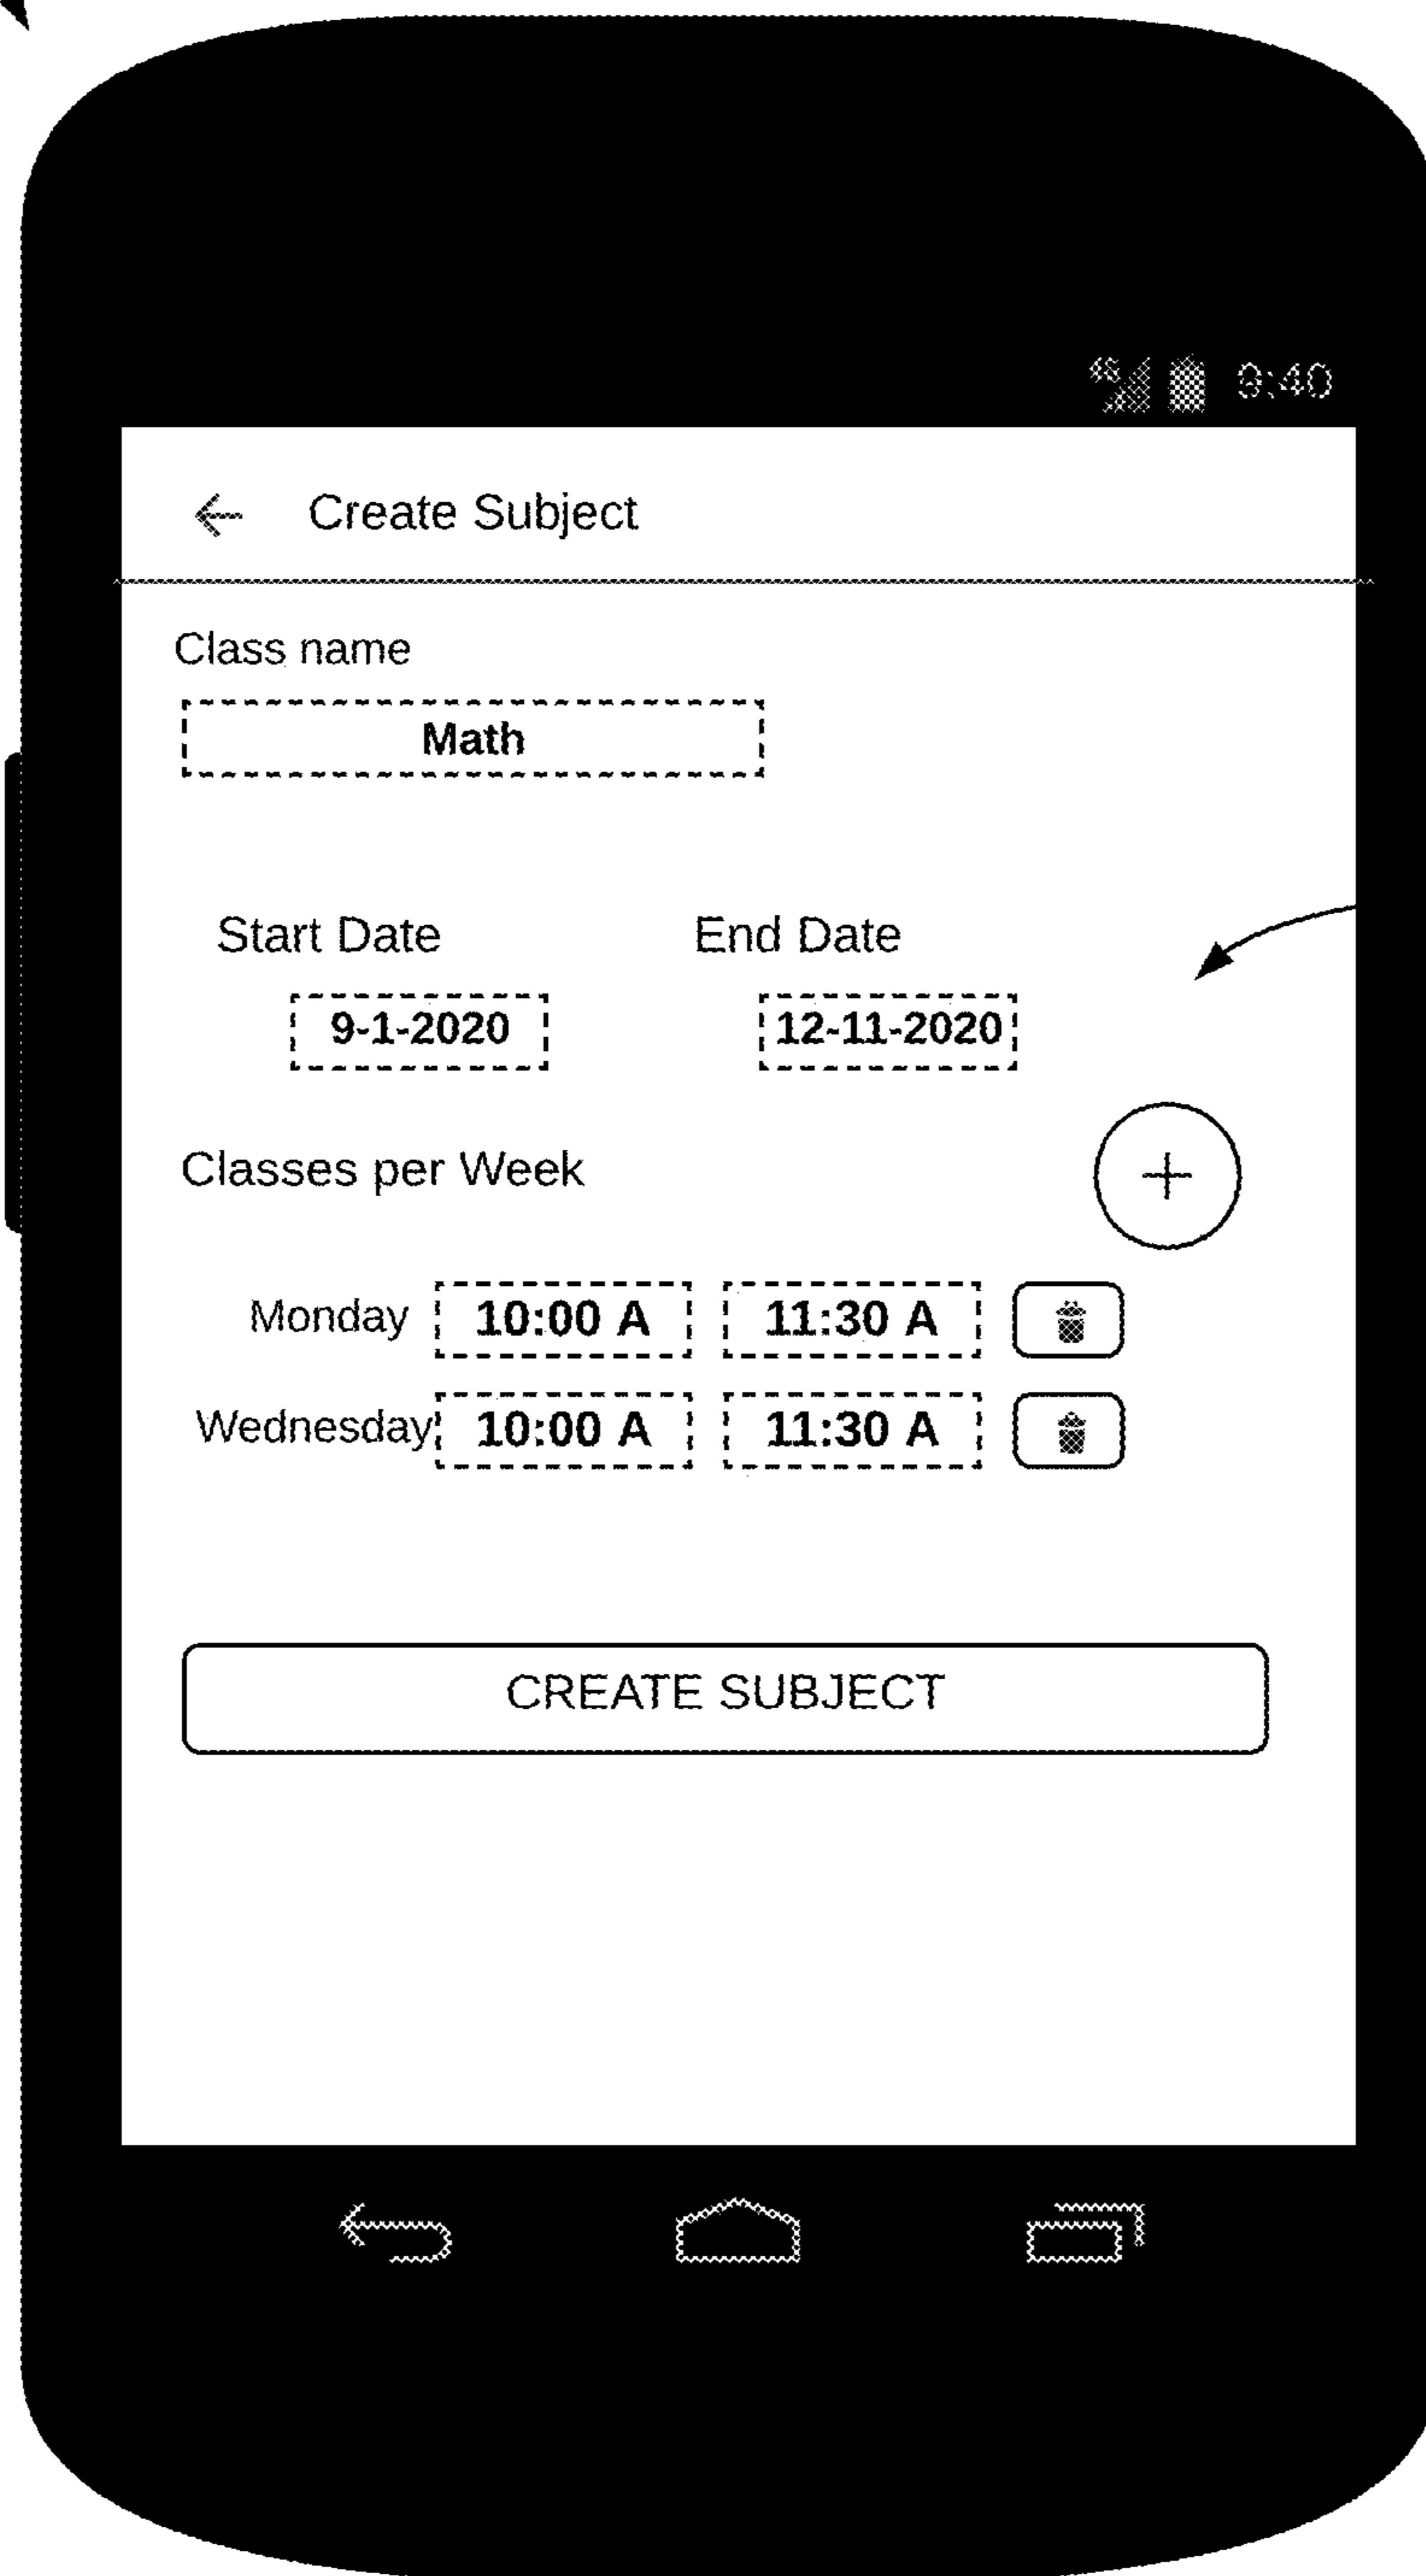 9:40
Create Subject
Class name
Math
Start Date End Date
9-1-2020 12-11-2020
Classes per Week +
Monday 10:00 A 11:30 A
Wednesday 10:00 A 11:30 A
CREATE SUBJECT